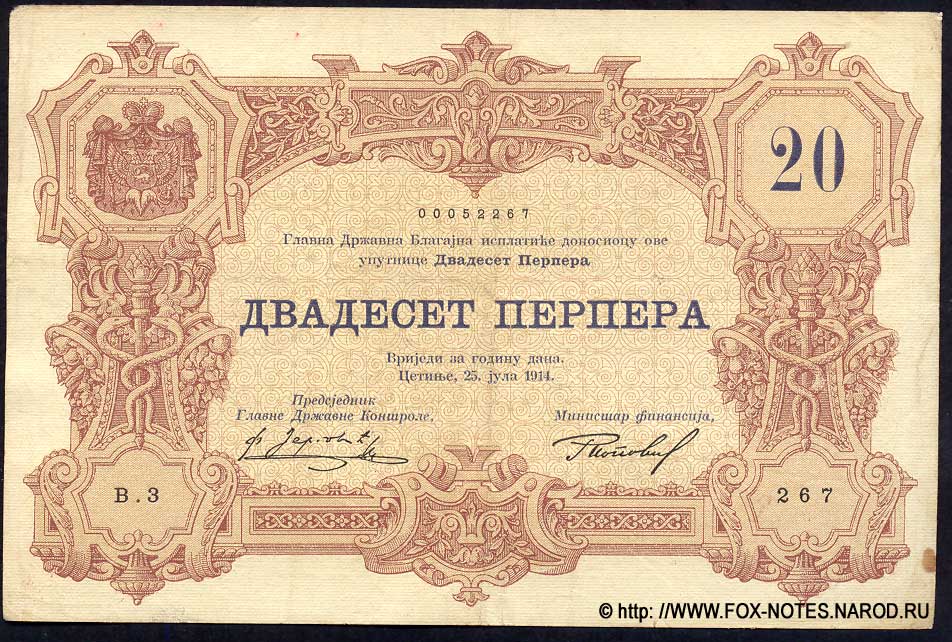 20
00052267
Главна Државна Благајна исплатиће доносиоцу ове
упутнице Двадесет Перпера
ДВАДЕСЕТ ПЕРПЕРА
Вриједи за годину дана.
Цетиње, 25. јула 1914.
Предсједник
Главне Државне Контроле,
Министар финансија,
В.3
267
© http: //WWW.FOX-NOTES.NAROD.RU